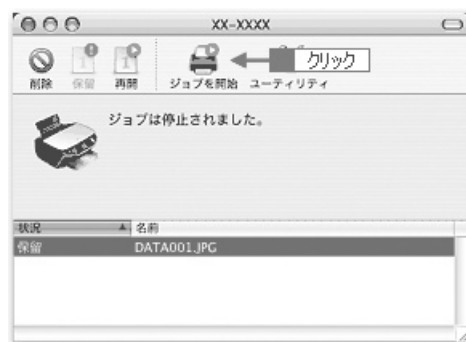 XX-XXXX
クリック
削除 保留 再開 ジョブを開始 ユーティリティ
ジョブは停止されました。
状況 名前
保留 DATA001.JPG